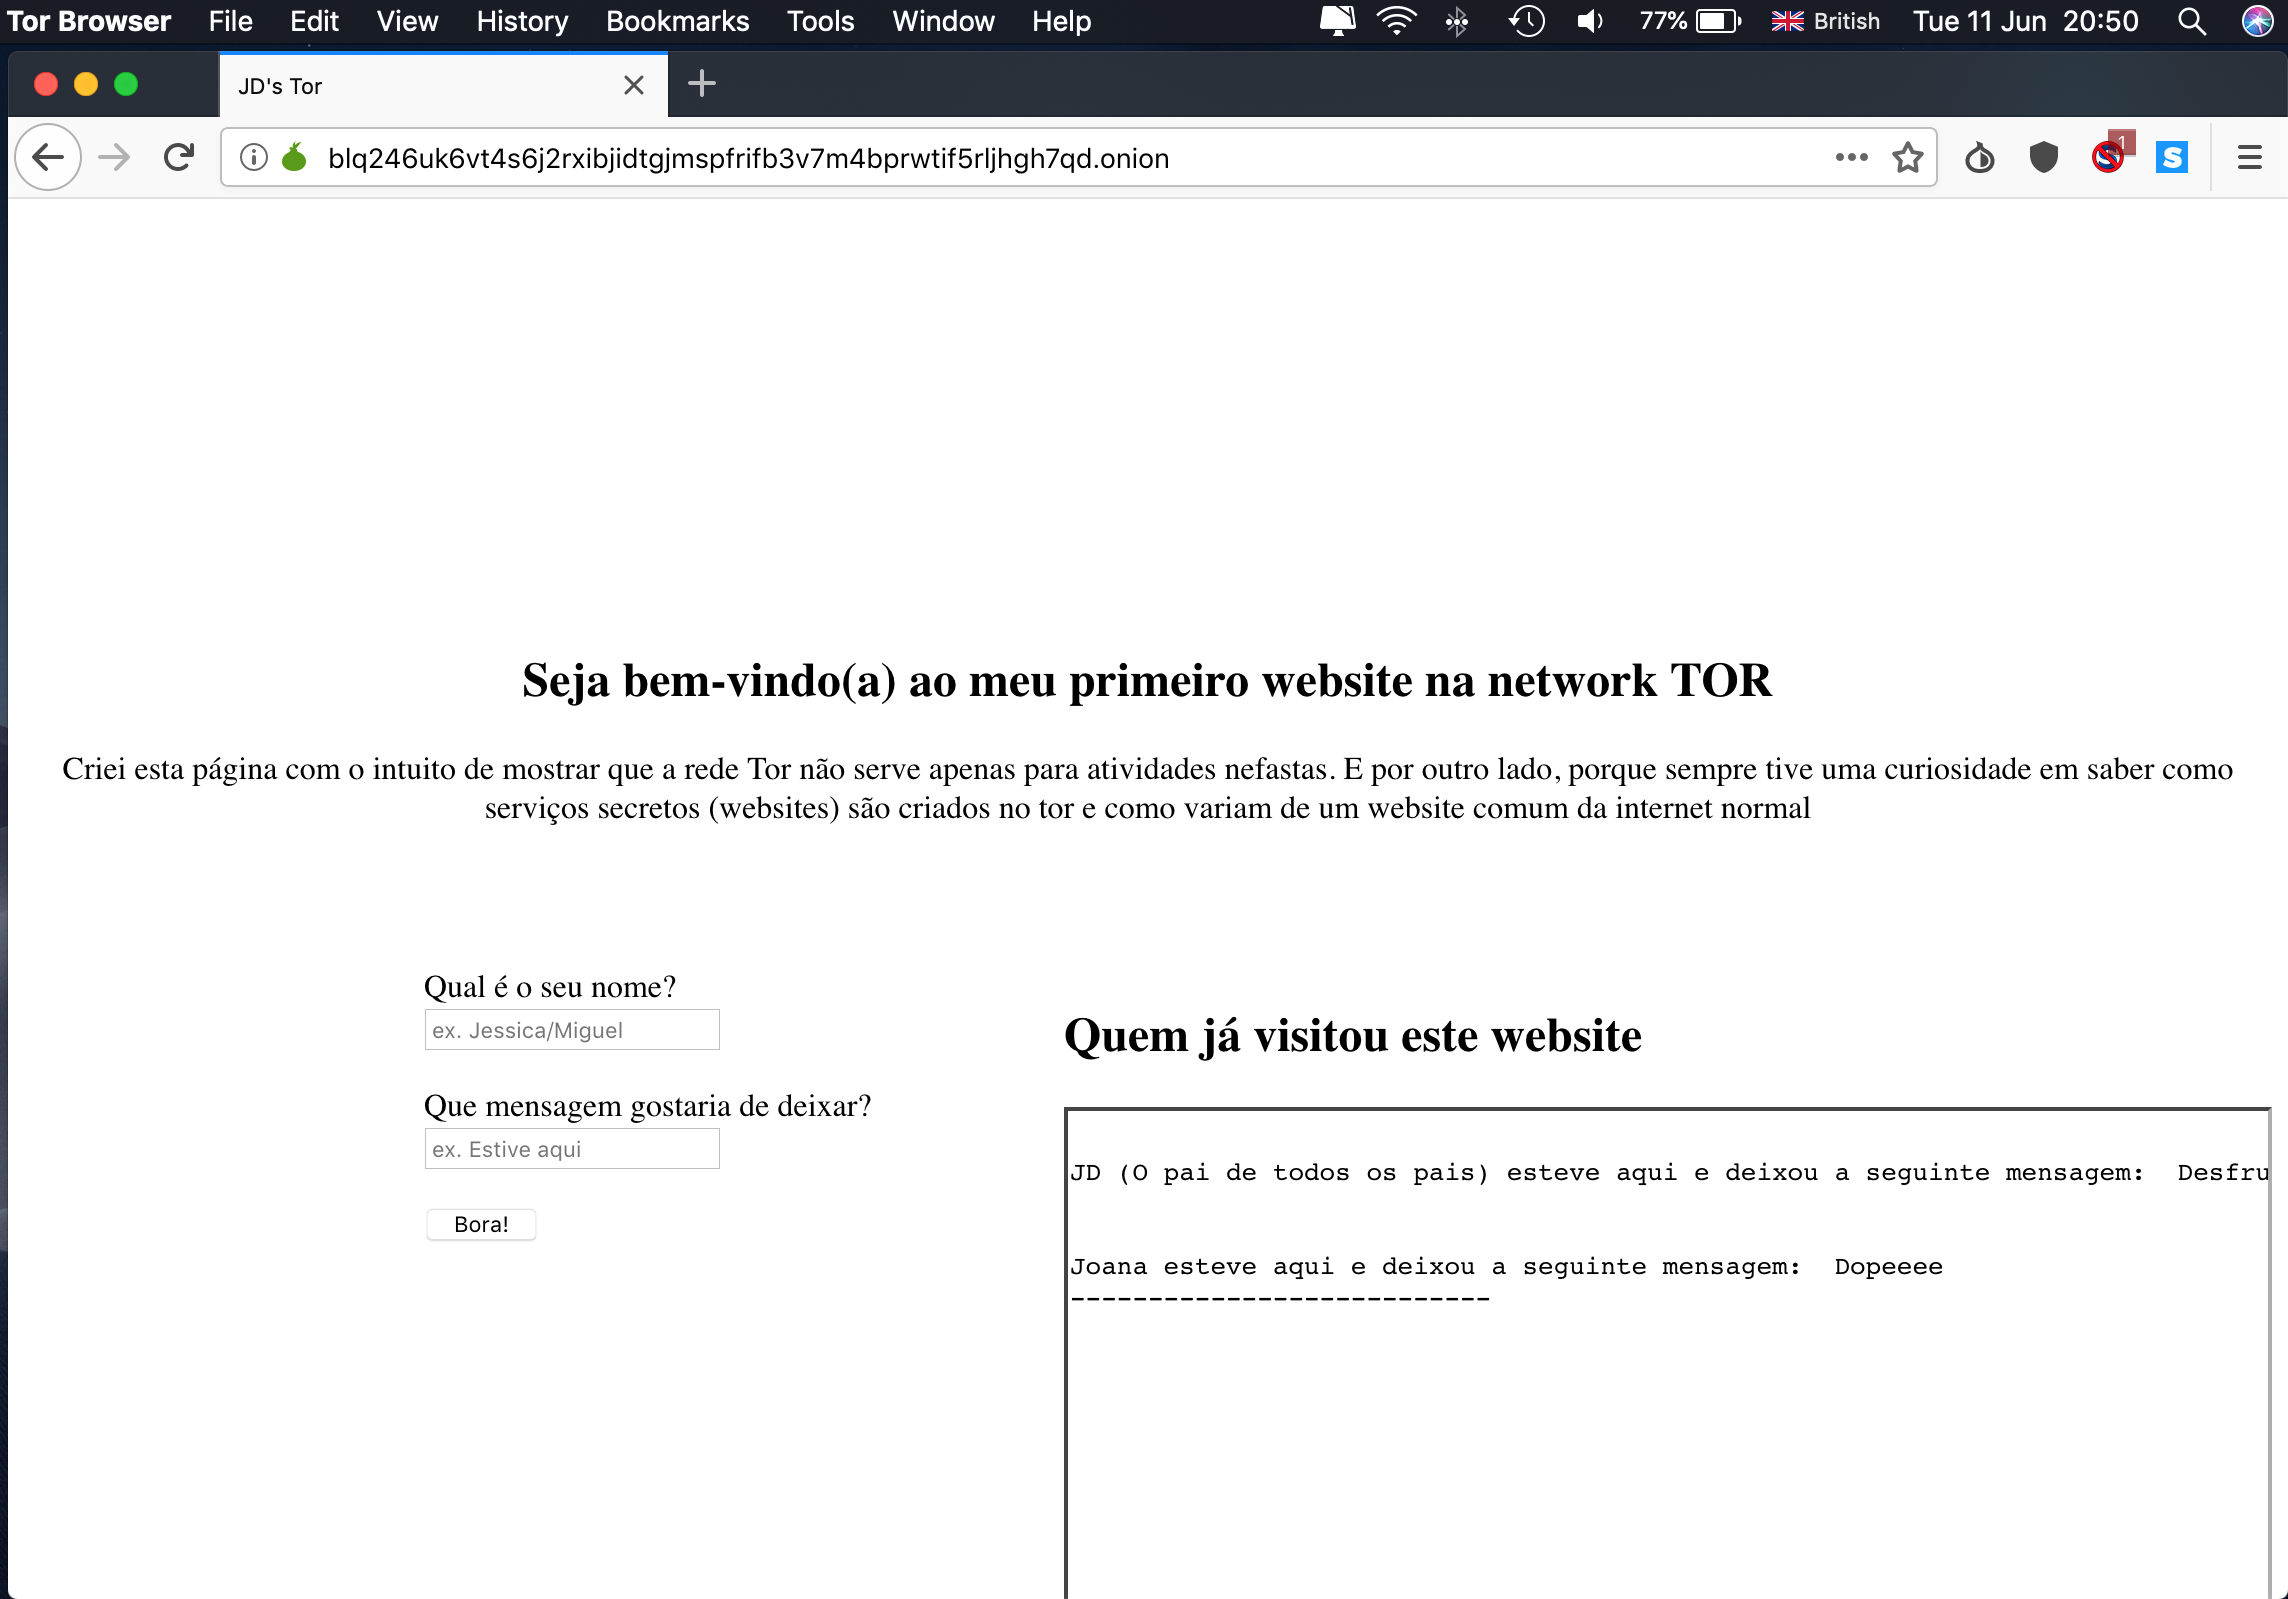 Tor Browser File Edit View History Bookmarks Tools Window Help 77% British Tue 11 Jun 20:50
JD's Tor
blq246uk6vt4s6j2rxibjidtgjmspfrifb3v7m4bprwtif5rljhgh7qd.onion
1
S
Seja bem-vindo(a) ao meu primeiro website na network TOR
Criei esta página com o intuito de mostrar que a rede Tor não serve apenas para atividades nefastas. E por outro lado, porque sempre tive uma curiosidade em saber como
serviços secretos (websites) são criados no tor e como variam de um website comum da internet normal
Qual é o seu nome?
ex. Jessica/Miguel
Que mensagem gostaria de deixar?
ex. Estive aqui
Bora!
Quem já visitou este website
JD (O pai de todos os pais) esteve aqui e deixou a seguinte mensagem: Desfru
Joana esteve aqui e deixou a seguinte mensagem: Dopeeee
---------------------------